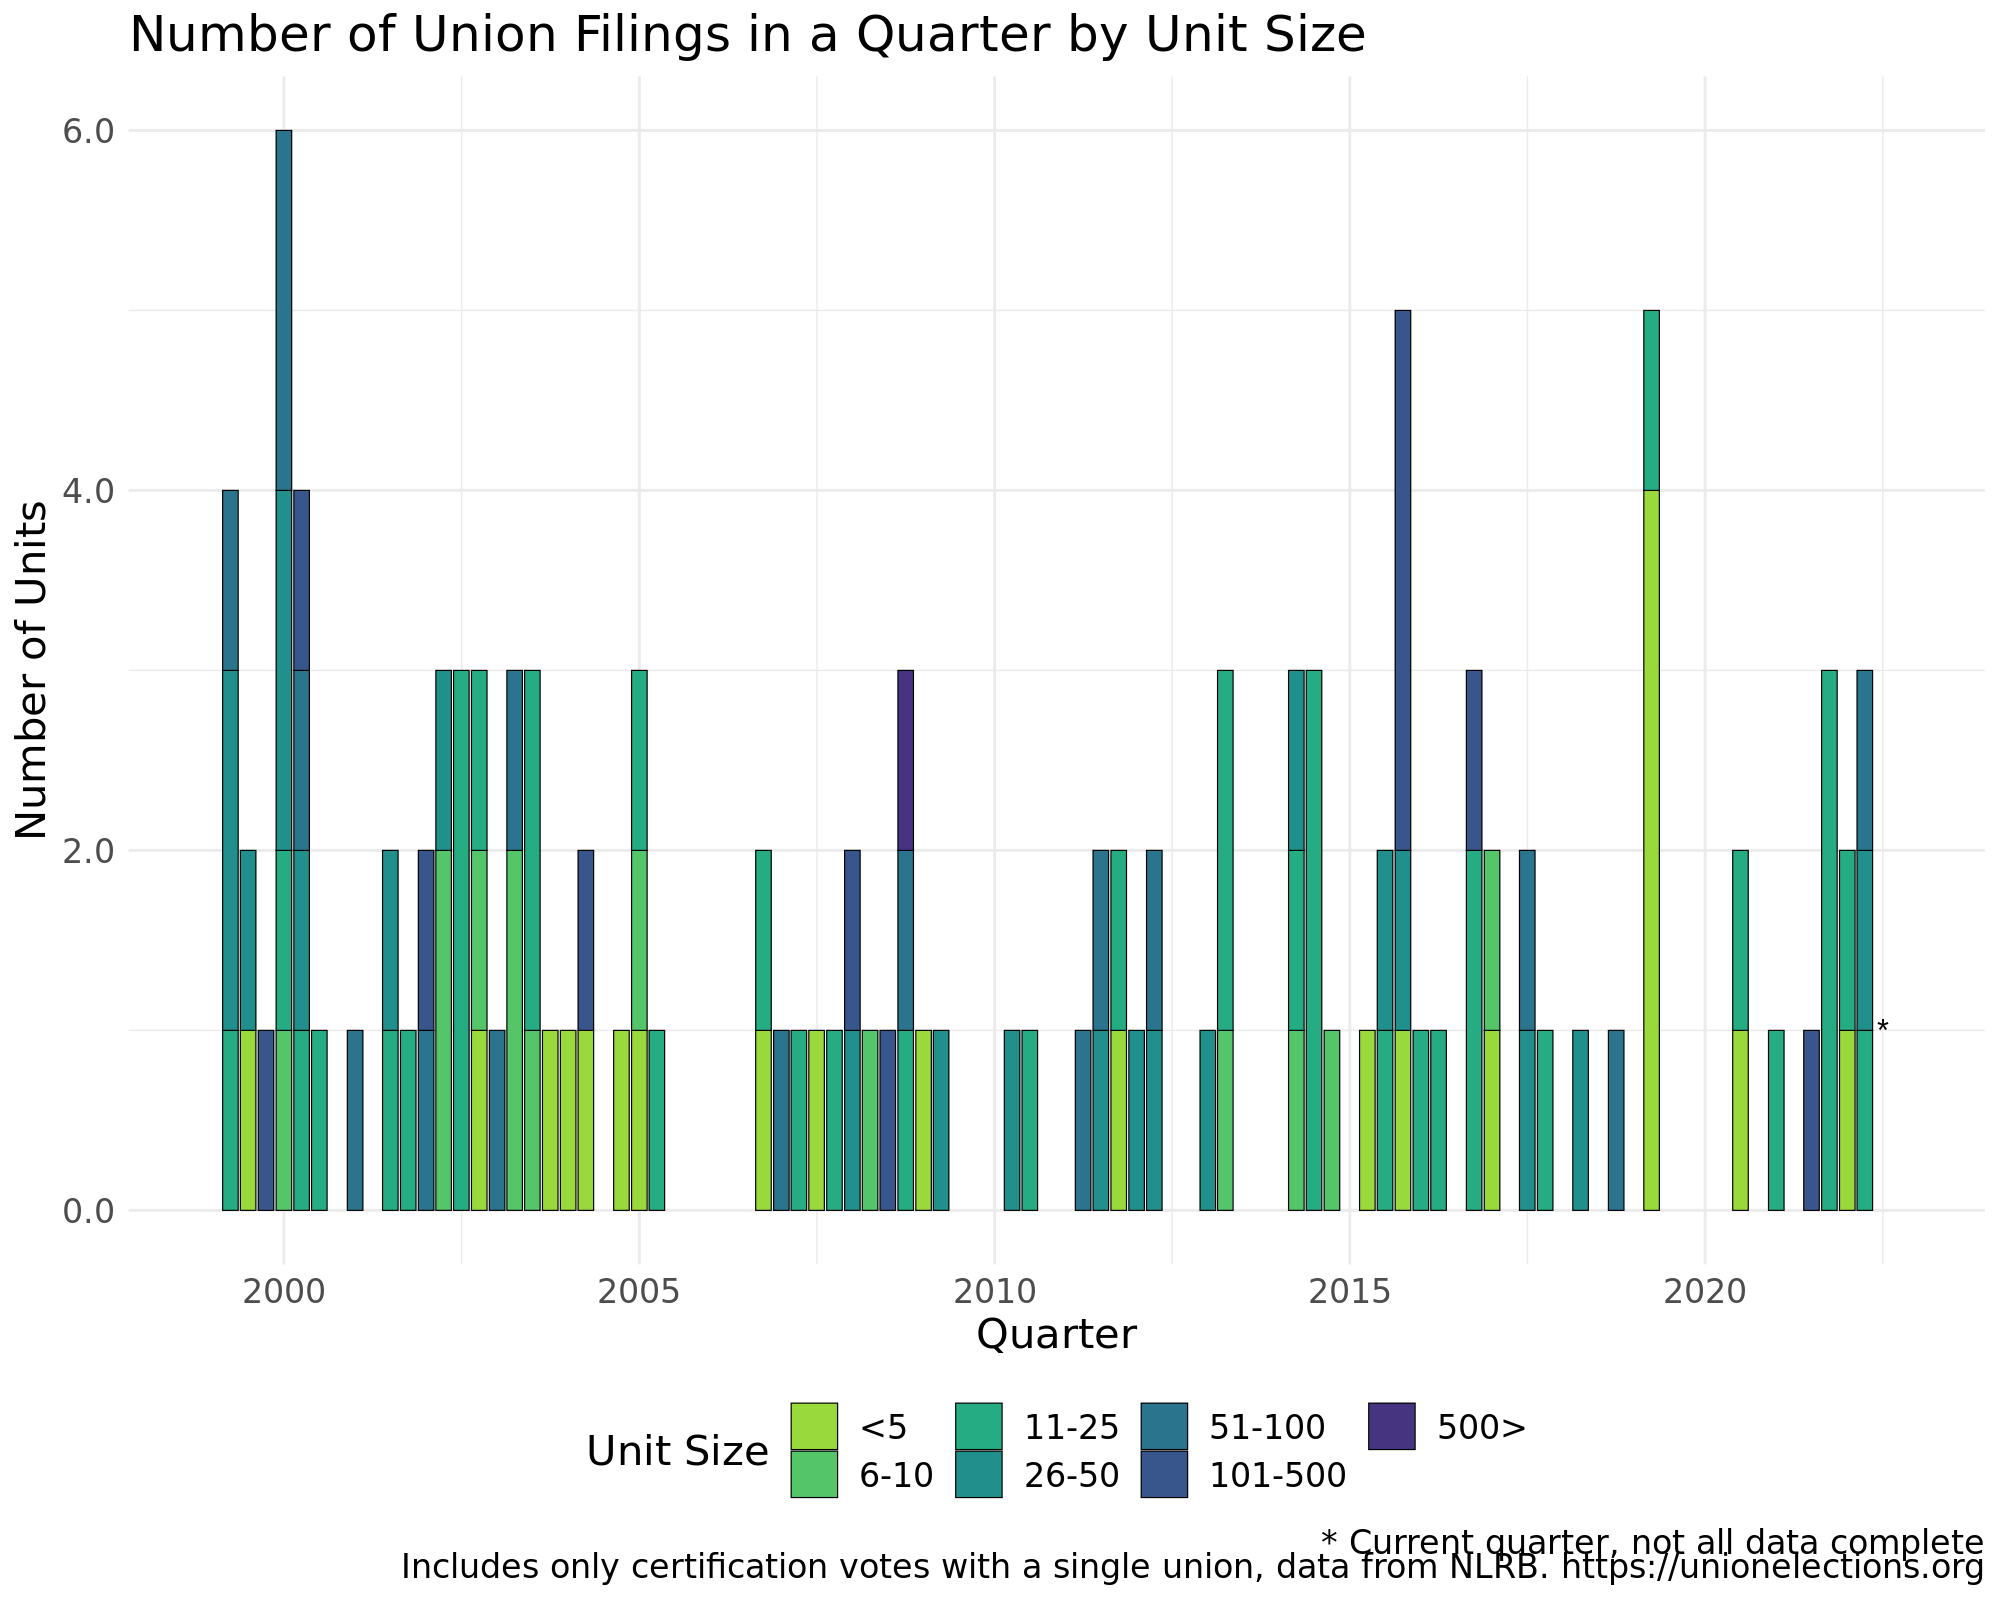 Number of Union Filings in a Quarter by Unit Size
6.0
4.0
2.0
0.0
Number of Units
*
2000 2005 2010 2015 2020
Quarter
Unit Size
<5 11-25 51-100 500>
6-10 26-50 101-500
* Current quarter, not all data complete
Includes only certification votes with a single union, data from NLRB. https://unionelections.org